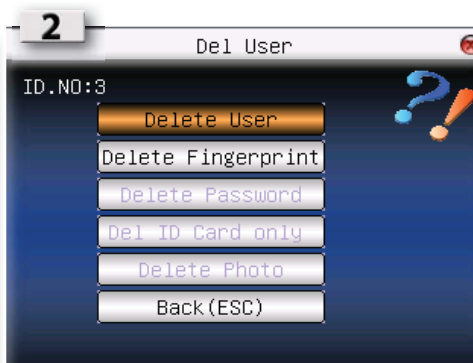 2
Del User
ID.NO:3
Delete User
Delete Fingerprint
Delete Password
Del ID Card only
Delete Photo
Back(ESC)